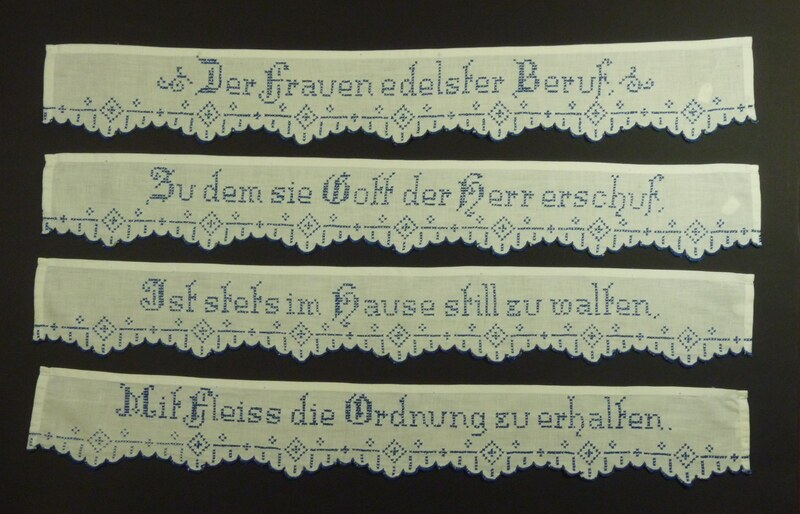 Der Frauen edelster Beruf.
Zu dem sie Gott der Herr erschuf.
Ist stets im Hause still zu walten.
Mit Fleiss die Ordnung zu erhalten.